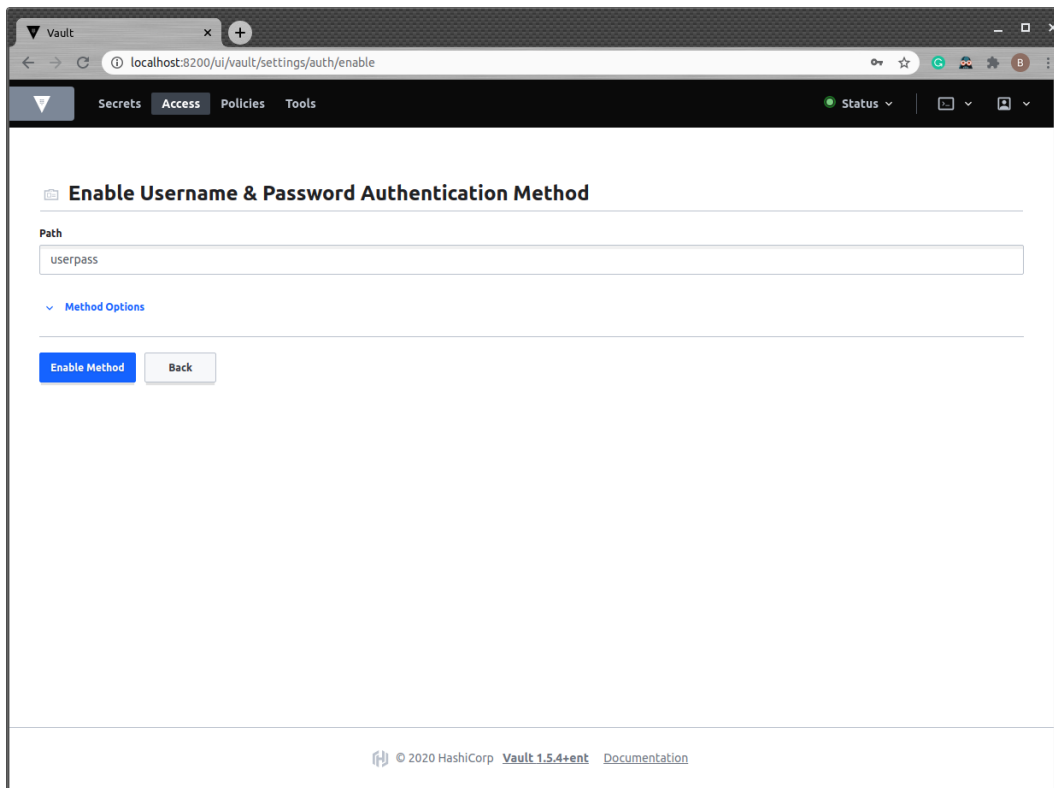 Vault
localhost:8200/ui/vault/settings/auth/enable
B
Secrets Access Policies Tools Status
Enable Username & Password Authentication Method
Path
userpass
Method Options
Enable Method Back
© 2020 HashiCorp Vault 1.5.4+ent Documentation